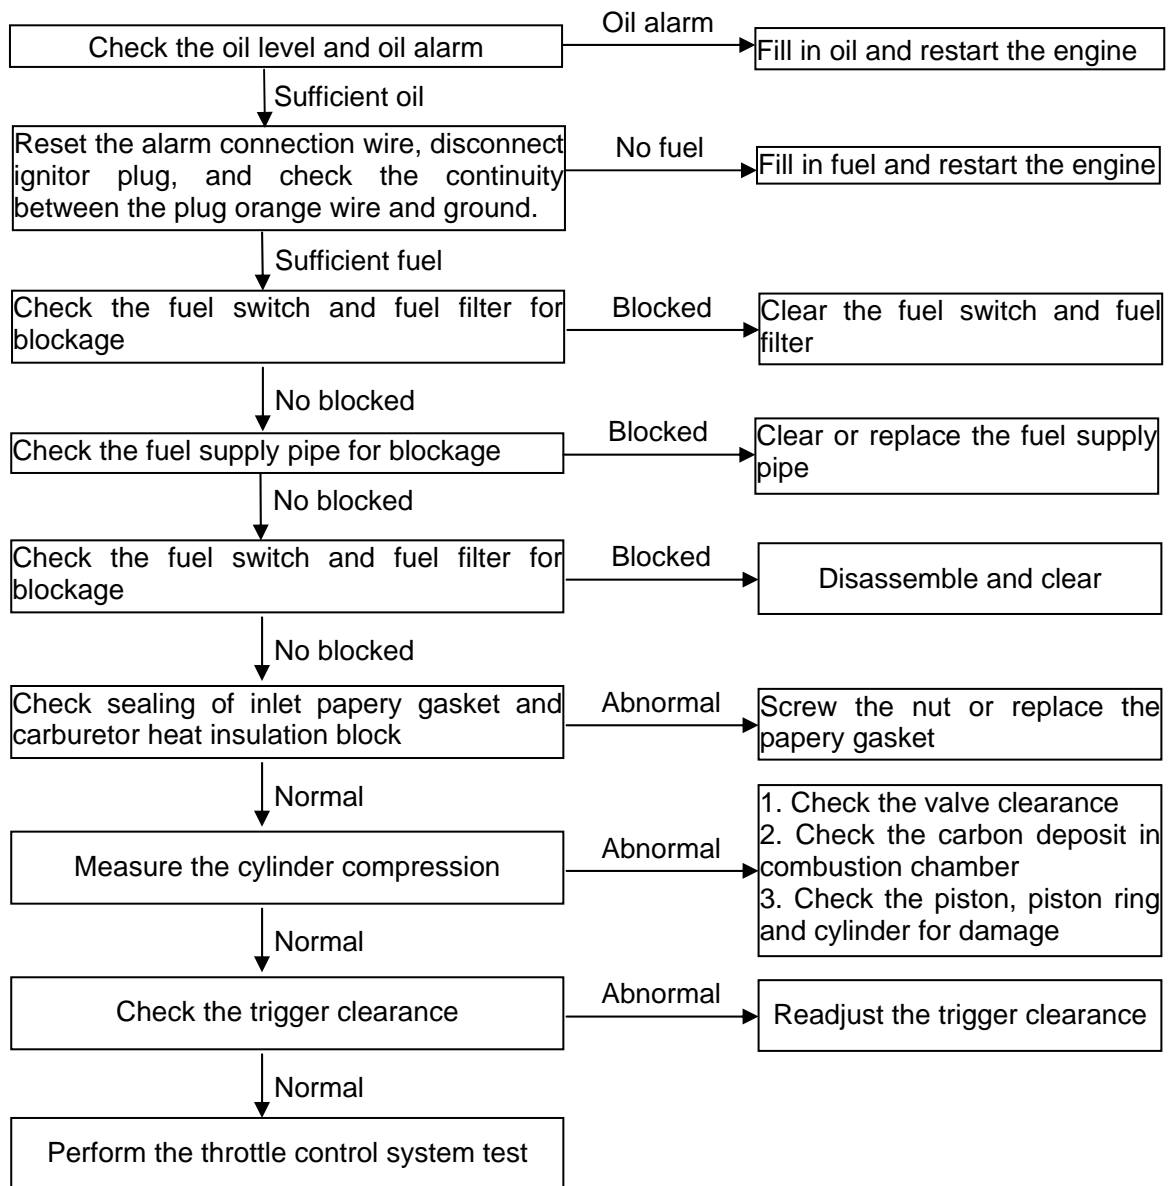 Oil alarm
Check the oil level and oil alarm
Fill in oil and restart the engine
Sufficient oil
Reset the alarm connection wire, disconnect
ignitor plug, and check the continuity
between the plug orange wire and ground.
No fuel
Fill in fuel and restart the engine
Sufficient fuel
Check the fuel switch and fuel filter for
blockage
Blocked
Clear the fuel switch and fuel
filter
No blocked
Check the fuel supply pipe for blockage
Blocked
Clear or replace the fuel supply
pipe
No blocked
Check the fuel switch and fuel filter for
blockage
Blocked
Disassemble and clear
No blocked
Check sealing of inlet papery gasket and
carburetor heat insulation block
Abnormal
Screw the nut or replace the
papery gasket
Normal
Measure the cylinder compression
Abnormal
1. Check the valve clearance
2. Check the carbon deposit in
combustion chamber
3. Check the piston, piston ring
and cylinder for damage
Normal
Check the trigger clearance
Abnormal
Readjust the trigger clearance
Normal
Perform the throttle control system test